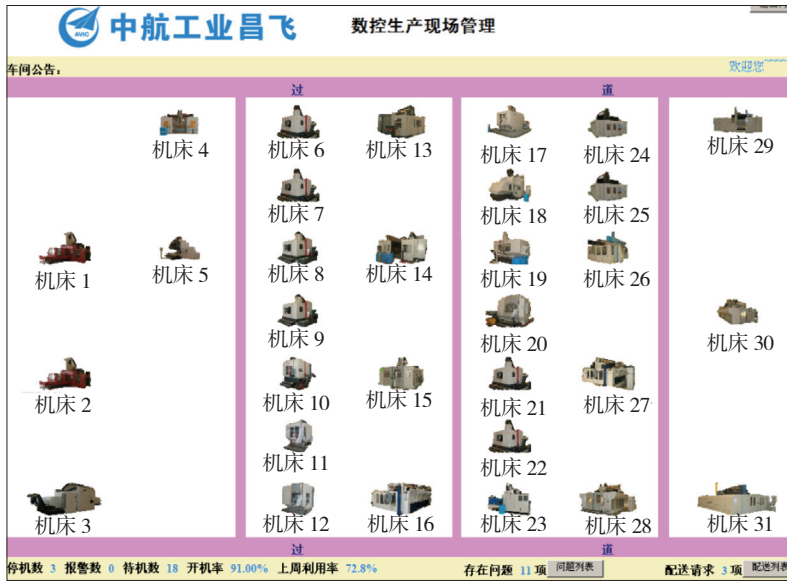 AVIC 中航工业昌飞 数控生产现场管理
车间公告： 欢迎您
过 道
机床 4 机床 6 机床 13 机床 17 机床 24 机床 29
机床 7 机床 18 机床 25
机床 1 机床 5 机床 8 机床 14 机床 19 机床 26
机床 9 机床 20 机床 30
机床 2 机床 10 机床 15 机床 21 机床 27
机床 11 机床 22
机床 3 机床 12 机床 16 机床 23 机床 28 机床 31
过 道
停机数 3 报警数 0 待机数 18 开机率 91.00% 上周利用率 72.8% 存在问题 11 项 问题列表 配送请求 3 项 配送列表